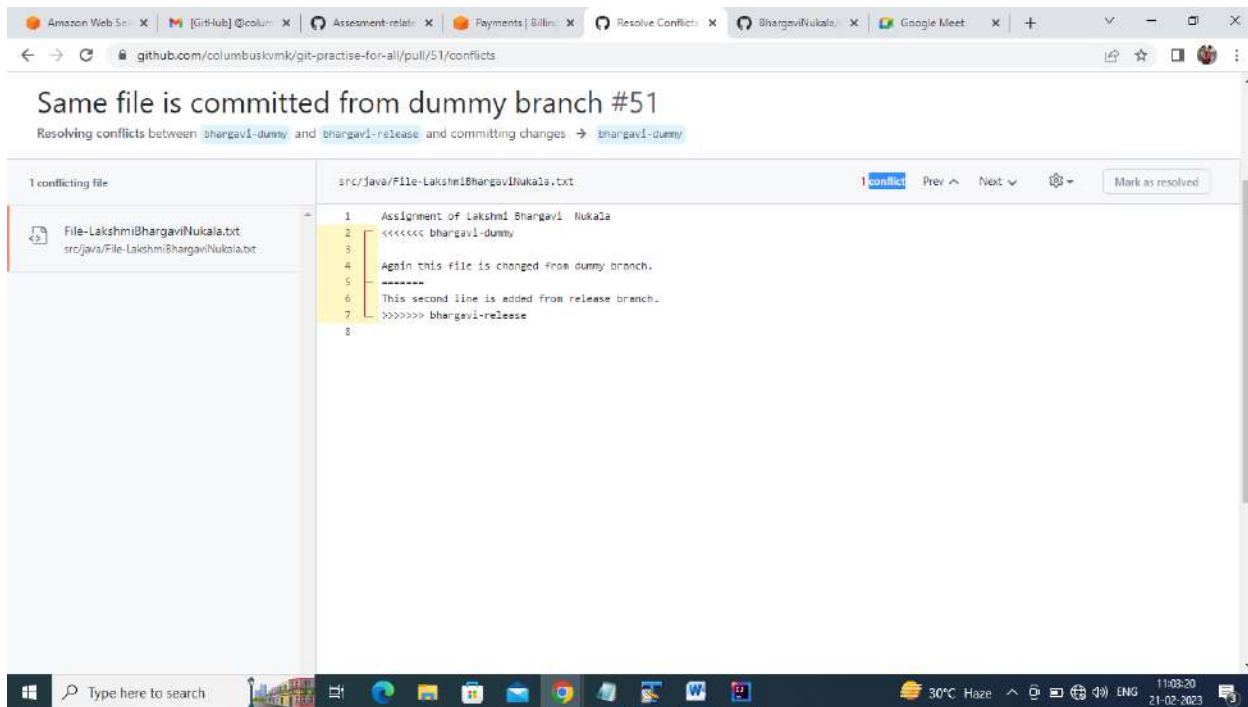 Amazon Web Se
[GitHub] @colum
Assesment-relate
Payments | Billing
Resolve Conflicts
BhargaviNukala/
Google Meet
github.com/columbuskvmk/git-practise-for-all/pull/51/conflicts
Same file is committed from dummy branch #51
Resolving conflicts between bhargavi-dummy and bhargavi-release and committing changes → bhargavi-dummy
1 conflicting file
src/java/File-LakshmiBhargaviNukala.txt
1 conflict Prev Next
Mark as resolved
File-LakshmiBhargaviNukala.txt
src/java/File-LakshmiBhargaviNukala.txt
1 Assignment of Lakshmi Bhargavi Nukala
2 <<<<<<< bhargavi-dummy
3
4 Again this file is changed from dummy branch.
5 =======
6 This second line is added from release branch.
7 >>>>>>> bhargavi-release
8
Type here to search
30°C Haze
ENG
11:03:20
21-02-2023
3